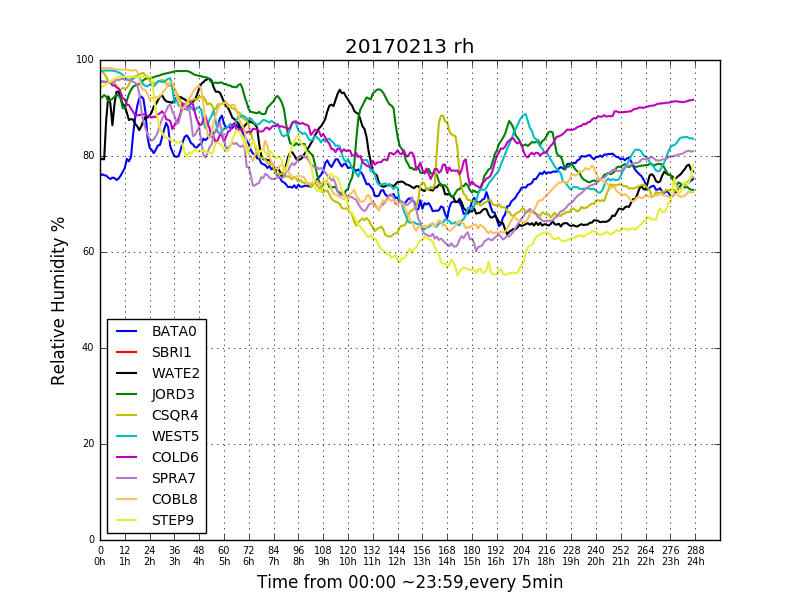 20170213 rh
Relative Humidity %
100
80
60
40
20
0
BATA0
SBRI1
WATE2
JORD3
CSQR4
WEST5
COLD6
SPRA7
COBL8
STEP9
0 12 24 36 48 60 72 84 96 108 120 132 144 156 168 180 192 204 216 228 240 252 264 276 288
0h 1h 2h 3h 4h 5h 6h 7h 8h 9h 10h 11h 12h 13h 14h 15h 16h 17h 18h 19h 20h 21h 22h 23h 24h
Time from 00:00 ~23:59,every 5min